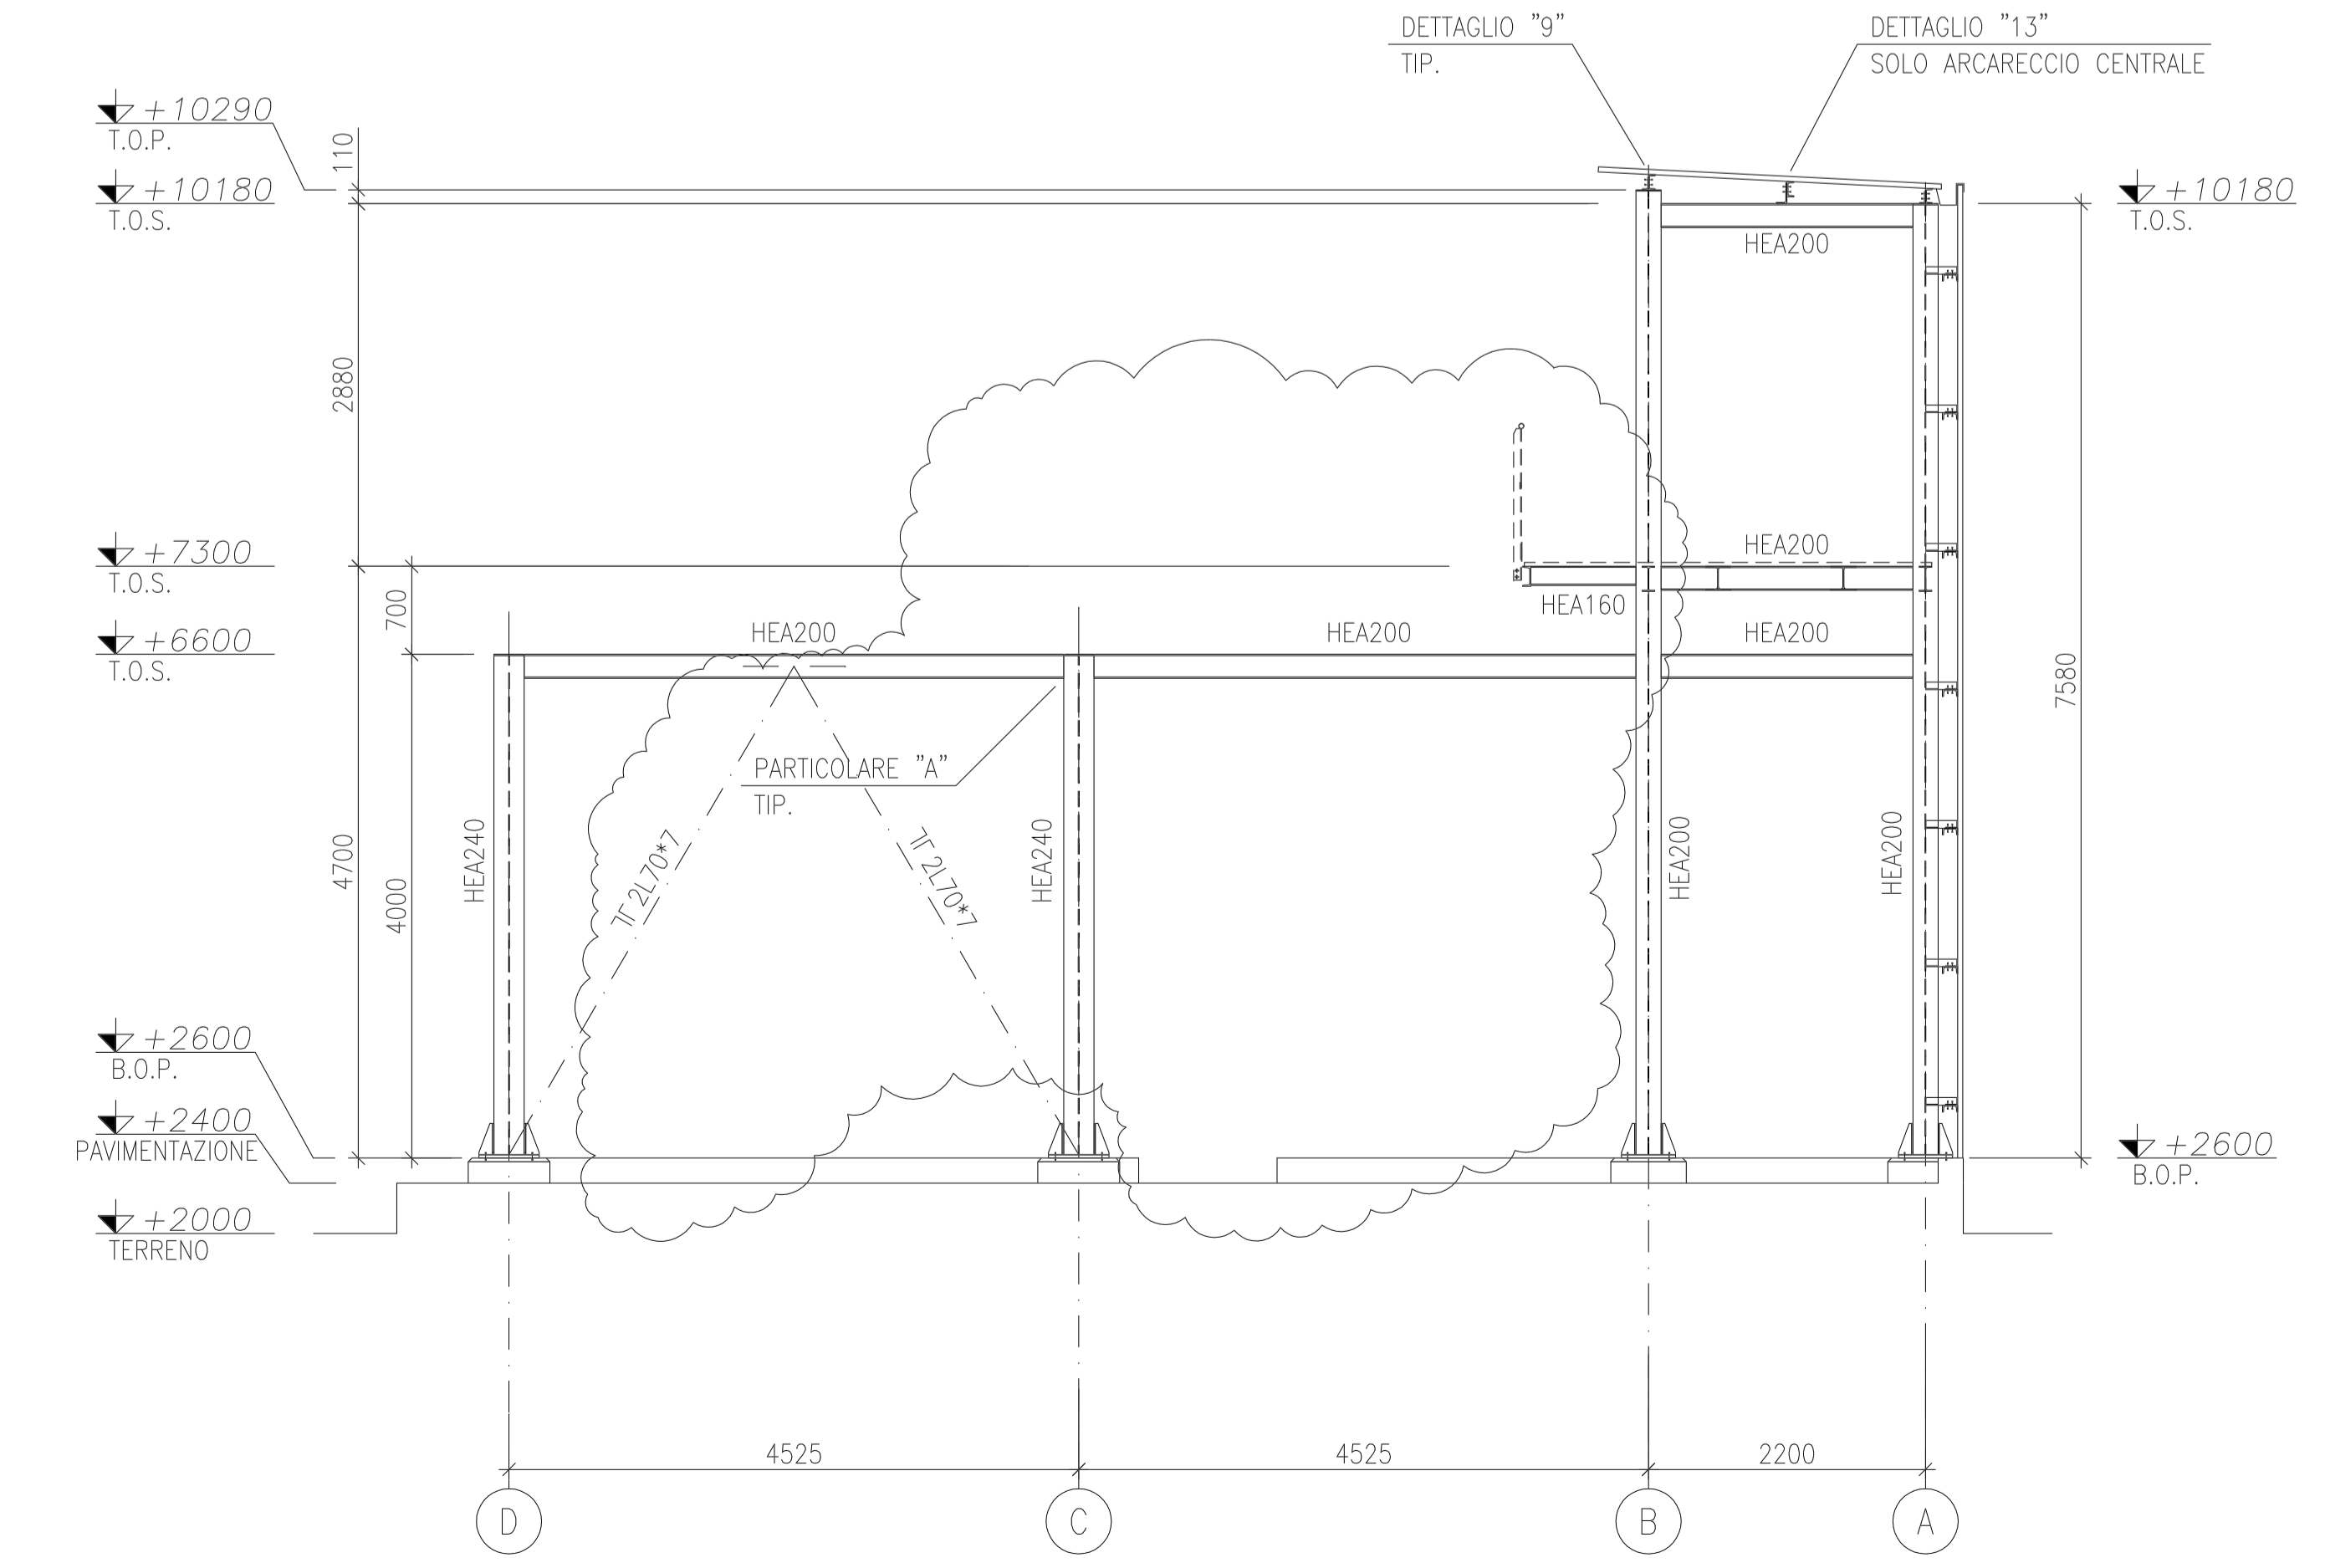 DETTAGLIO "9"
TIP.
DETTAGLIO "13"
SOLO ARCARECCIO CENTRALE
+10290
T.O.P.
110
+10180
T.O.S.
+10180
T.O.S.
HEA200
2880
+7300
T.O.S.
700
HEA200
HEA160
+6600
T.O.S.
HEA200
HEA200
HEA200
7580
PARTICOLARE "A"
TIP.
4700
4000
HEA240
2L70*7
2L70*7
HEA240
HEA200
HEA200
+2600
B.O.P.
+2400
PAVIMENTAZIONE
+2600
B.O.P.
+2000
TERRENO
4525
4525
2200
D
C
B
A